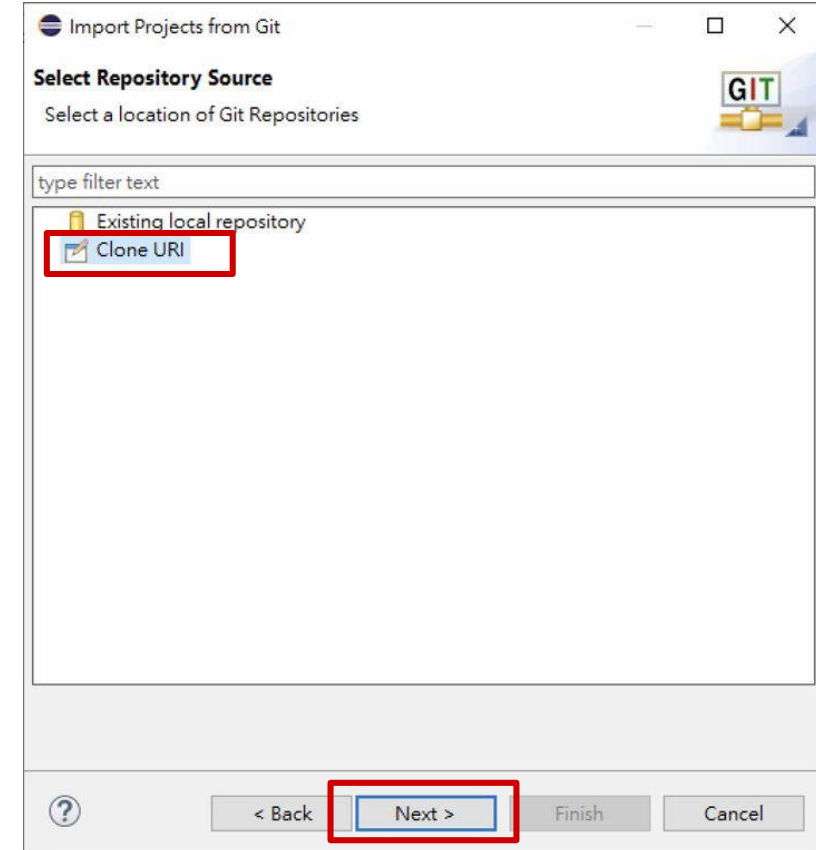 Import Projects from Git
Select Repository Source
Select a location of Git Repositories
GIT
type filter text
Existing local repository
Clone URI
?
< Back
Next >
Finish
Cancel